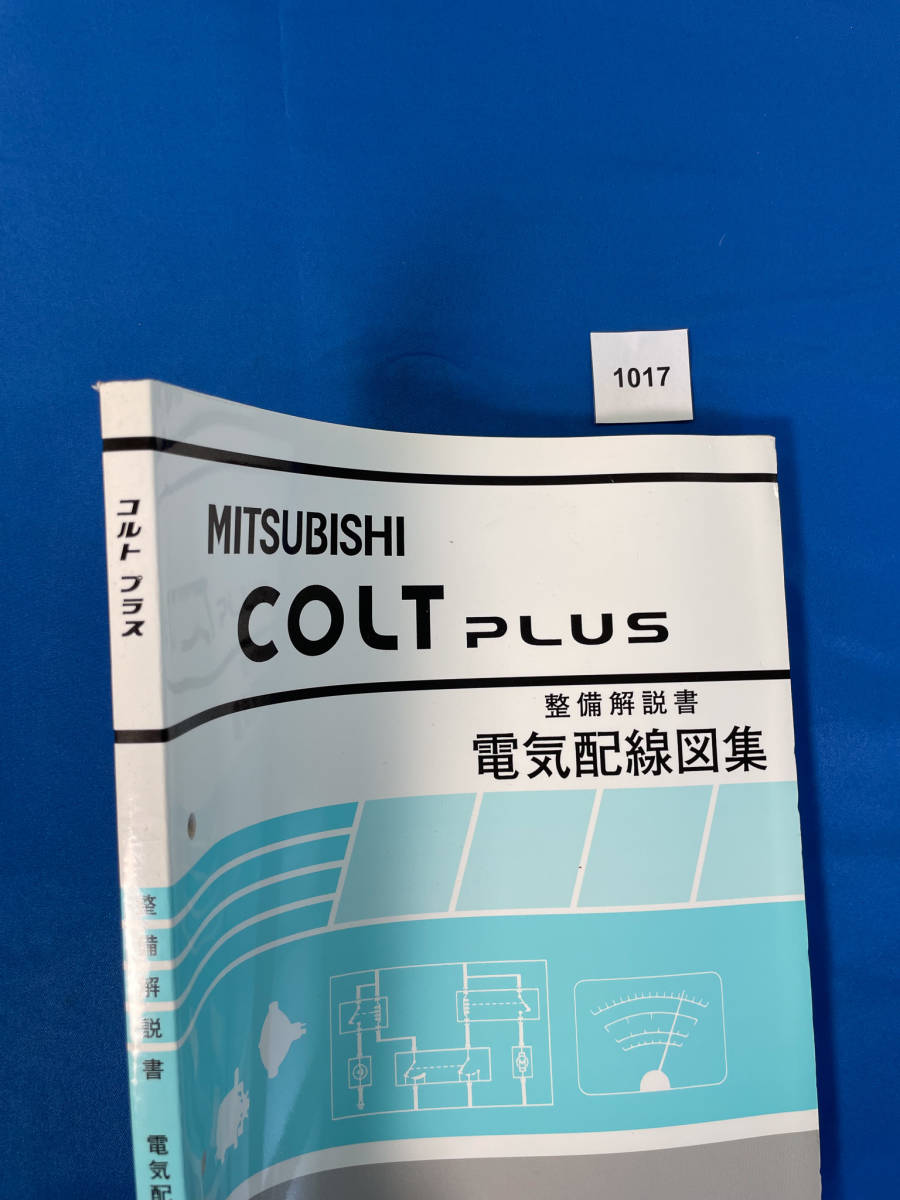 1017
コルト プラス
MITSUBISHI
COLT PLUS
整備解説書
電気配線図集
整備解説書 電気配